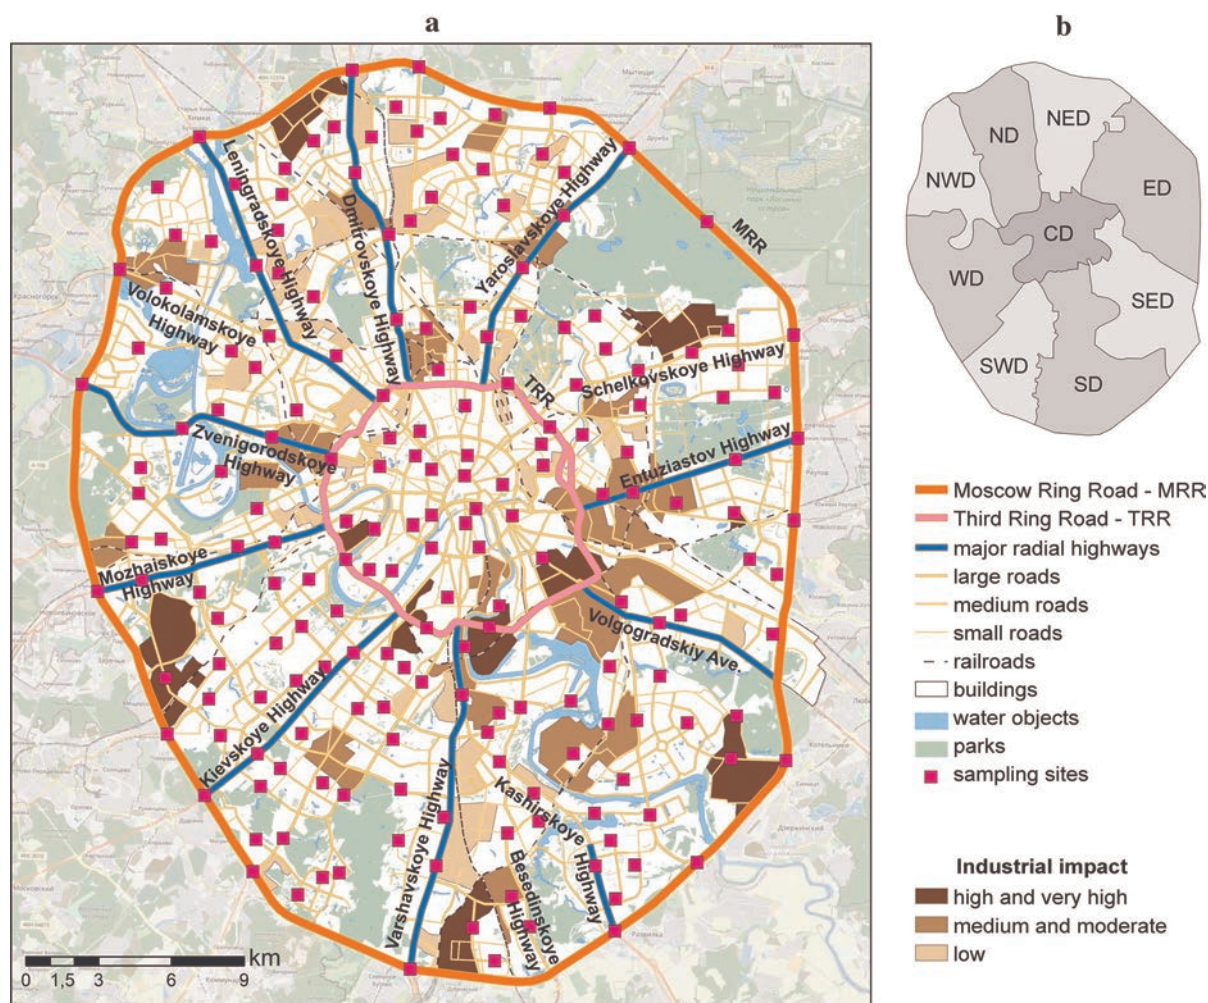 a
b
Leningradskoye Highway
Dmitrovskoye Highway
Yaroslavskoye Highway
MRR
Volokolamskoye
Highway
Schelkovskoye Highway
TRR
Zvenigorodskoye
Highway
Entuziastov Highway
Mozhaiskoye
Highway
Volgogradskiy Ave.
Kievskoye Highway
Varshavskoye Highway
Kashirskoye
Highway
Besedinskoye
Highway
km
0 1,5 3 6 9
ND
NED
NWD
ED
CD
WD
SED
SWD
SD
Moscow Ring Road - MRR
Third Ring Road - TRR
major radial highways
large roads
medium roads
small roads
railroads
buildings
water objects
parks
sampling sites
Industrial impact
high and very high
medium and moderate
low